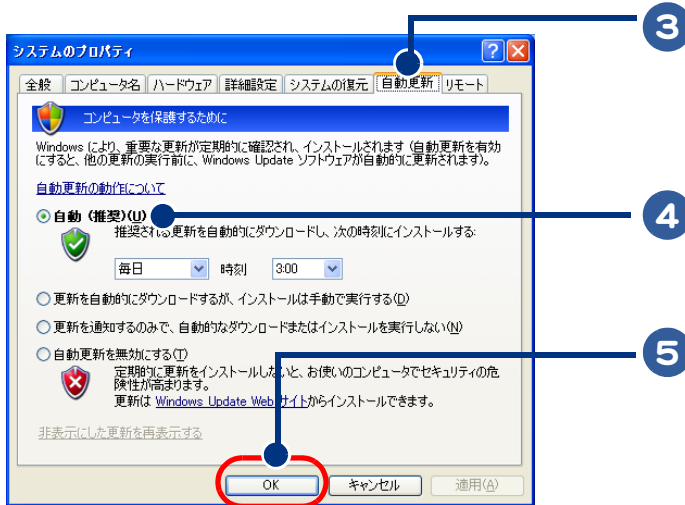 3
システムのプロパティ
全般 コンピュータ名 ハードウェア 詳細設定 システムの復元 自動更新 リモート
コンピュータを保護するために
Windows により、重要な更新が定期的に確認され、インストールされます (自動更新を有効
にすると、他の更新の実行前に、Windows Update ソフトウェアが自動的に更新されます)。
自動更新の動作について
自動 (推奨)(U)
4
推奨される更新を自動的にダウンロードし、次の時刻にインストールする:
毎日 時刻 3:00
更新を自動的にダウンロードするが、インストールは手動で実行する(D)
更新を通知するのみで、自動的なダウンロードまたはインストールを実行しない(N)
自動更新を無効にする(T)
5
定期的に更新をインストールしないと、お使いのコンピュータでセキュリティの危
険性が高まります。
更新は Windows Update Web サイトからインストールできます。
非表示にした更新を再表示する
OK キャンセル 適用(A)